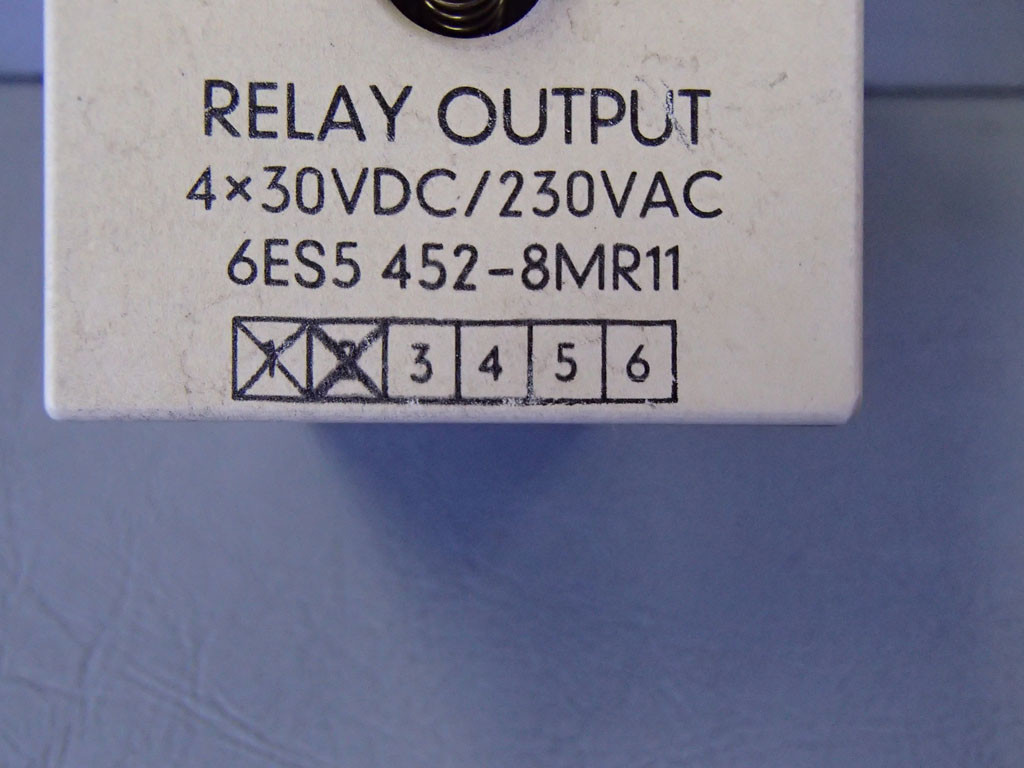 RELAY OUTPUT
4×30VDC/230VAC
6ES5 452-8MR11
1 2 3 4 5 6